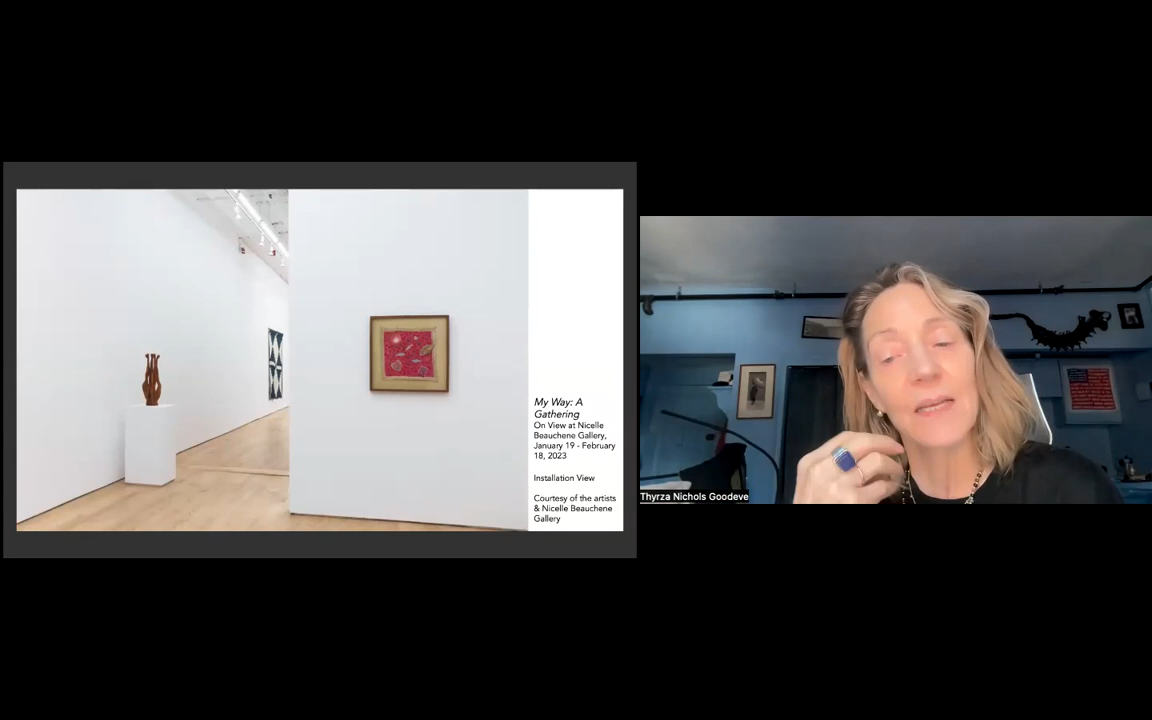 My Way: A
Gathering
On View at Nicelle
Beauchene Gallery,
January 19 - February
18, 2023
Installation View
Courtesy of the artists
& Nicelle Beauchene
Gallery
Thyrza Nichols Goodeve